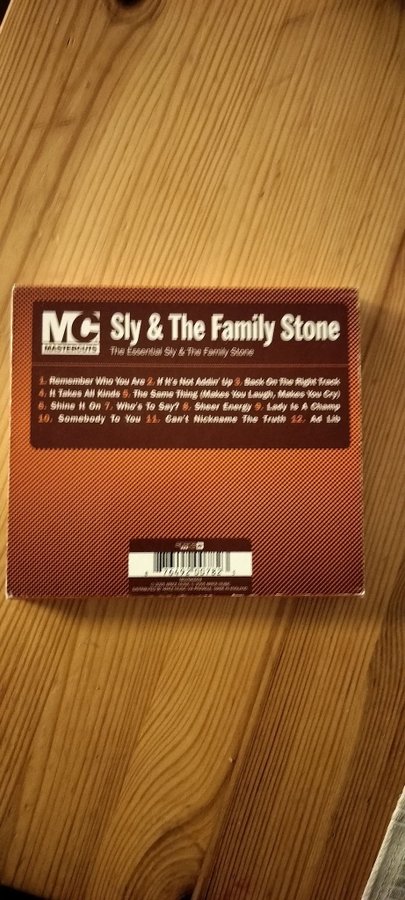 MC Sly & The Family Stone
MASTERCUTS The Essential Sly & The Family Stone
1. Remember Who You Are 2. If It's Not Addin' Up 3. Back On The Right Track
4. It Takes All Kinds 5. The Same Thing (Makes You Laugh, Makes You Cry)
6. Shine It On 7. Who's To Say? 8. Sheer Energy 9. Lady Is A Champ
10. Somebody To You 11. Can't Nickname The Truth 12. Ad Lib